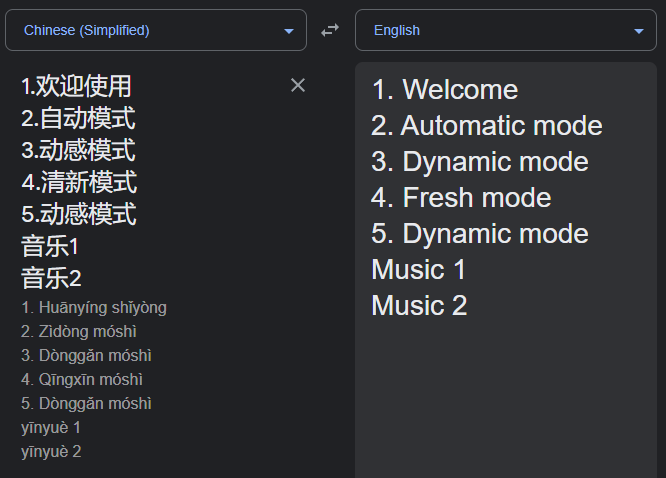 Chinese (Simplified)
English
1.欢迎使用
2.自动模式
3.动感模式
4.清新模式
5.动感模式
音乐1
音乐2
1. Huānyíng shǐyòng
2. Zìdòng móshì
3. Dònggǎn móshì
4. Qīngxīn móshì
5. Dònggǎn móshì
yīnyuè 1
yīnyuè 2
1. Welcome
2. Automatic mode
3. Dynamic mode
4. Fresh mode
5. Dynamic mode
Music 1
Music 2